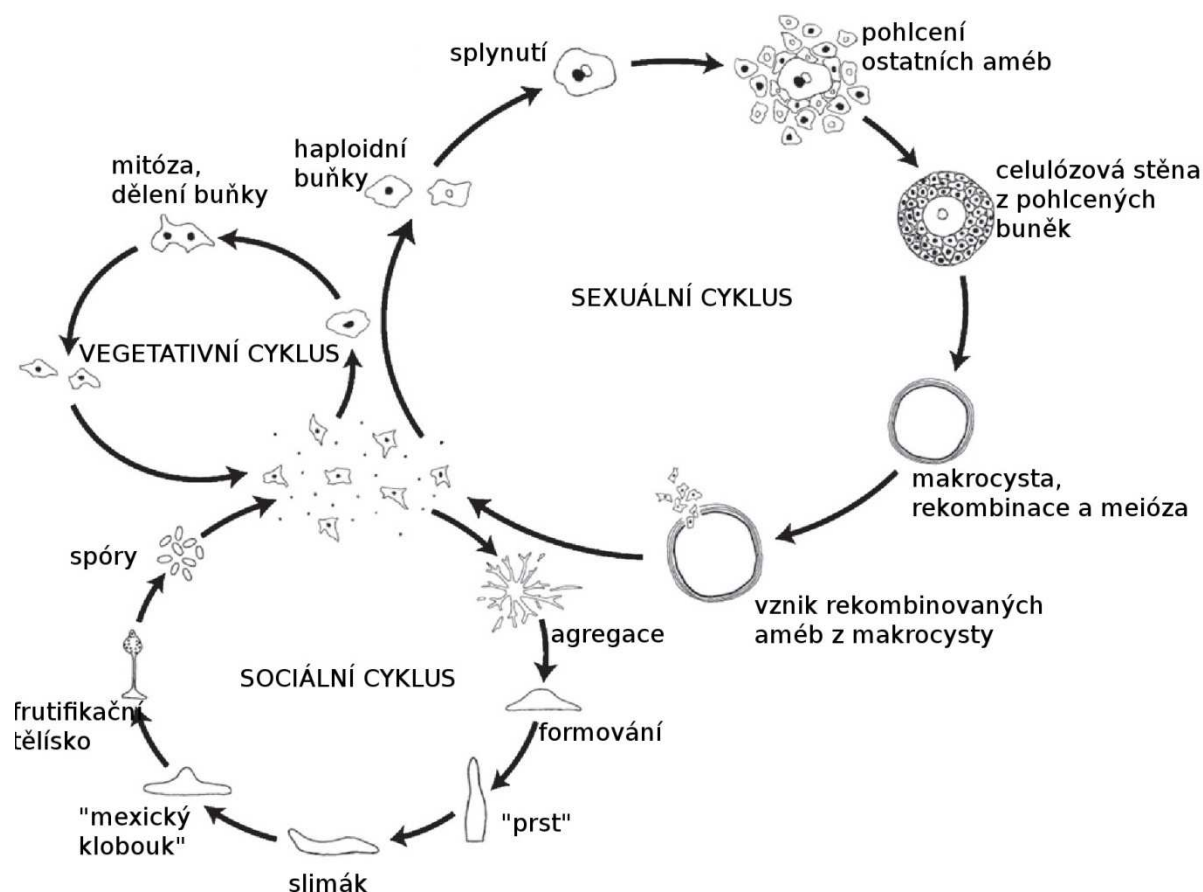 splynutí
pohlcení
ostatních améb
haploidní
buňky
mitóza,
dělení buňky
celulózová stěna
z pohlcených
buněk
SEXUÁLNÍ CYKLUS
VEGETATIVNÍ CYKLUS
makrocysta,
rekombinace a meióza
spóry
vznik rekombinovaných
améb z makrocysty
agregace
SOCIÁLNÍ CYKLUS
frutifikační
tělísko
formování
"mexický
klobouk"
"prst"
slimák